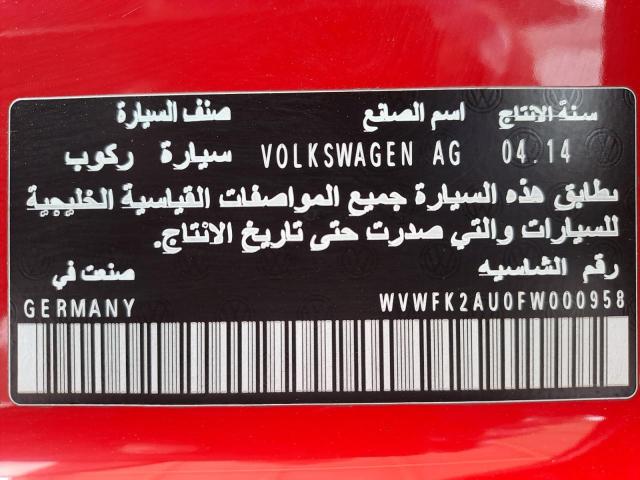 سنة الانتاج اسم الصانع صنف السيارة
04.14 VOLKSWAGEN AG سيارة ركوب
تطابق هذه السيارة جميع المواصفات القياسية الخليجية
للسيارات والتي صدرت حتى تاريخ الانتاج.
رقم الشاسيه صنعت في
WVWFK2AU0FW000958 GERMANY